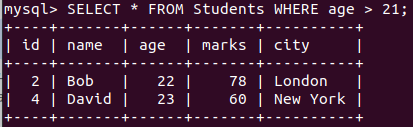 mysql> SELECT * FROM Students WHERE age > 21;
+----+-------+------+-------+----------+
| id | name  | age  | marks | city     |
+----+-------+------+-------+----------+
|  2 | Bob   |   22 |    78 | London   |
|  4 | David |   23 |    60 | New York |
+----+-------+------+-------+----------+